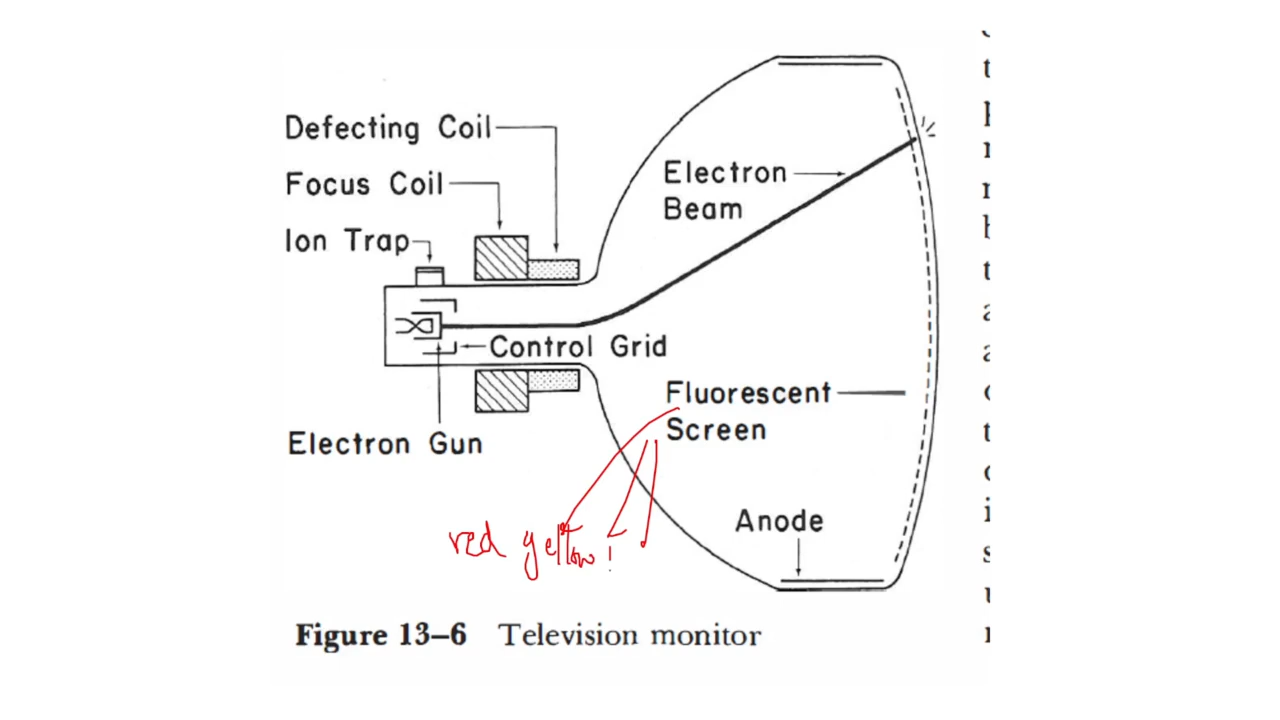 Defecting Coil
Focus Coil
Ion Trap
Electron
Beam
Control Grid
Fluorescent
Screen
Electron Gun
Anode
red yellow
Figure 13–6 Television monitor